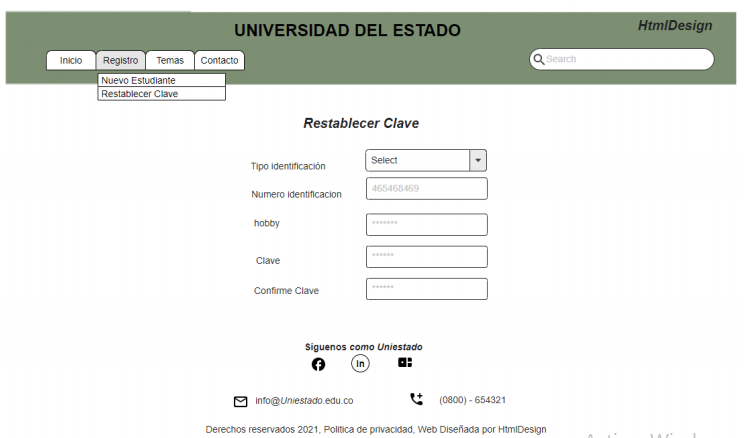 UNIVERSIDAD DEL ESTADO
HtmlDesign
Inicio
Registro
Temas
Contacto
Search
Nuevo Estudiante
Restablecer Clave
Restablecer Clave
Tipo identificación
Select
Numero identificacion
465468469
hobby
*******
Clave
******
Confirme Clave
******
Siguenos como Uniestado
in
info@Uniestado.edu.co
(0800) - 654321
Derechos reservados 2021, Politica de privacidad, Web Diseñada por HtmlDesign